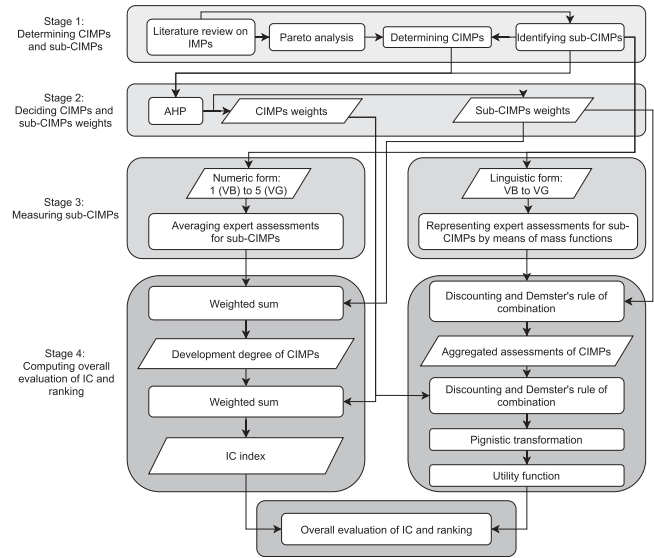 Stage 1:
Determining CIMPs
and sub-CIMPs
Literature review on
IMPs
Pareto analysis
Determining CIMPs
Identifying sub-CIMPs
Stage 2:
Deciding CIMPs and
sub-CIMPs weights
AHP
CIMPs weights
Sub-CIMPs weights
Stage 3:
Measuring sub-CIMPs
Numeric form:
1 (VB) to 5 (VG)
Averaging expert assessments
for sub-CIMPs
Linguistic form:
VB to VG
Representing expert assessments for sub-
CIMPs by means of mass functions
Stage 4:
Computing overall
evaluation of IC and
ranking
Weighted sum
Development degree of CIMPs
Weighted sum
IC index
Discounting and Demster's rule of
combination
Aggregated assessments of CIMPs
Discounting and Demster's rule of
combination
Pignistic transformation
Utility function
Overall evaluation of IC and ranking